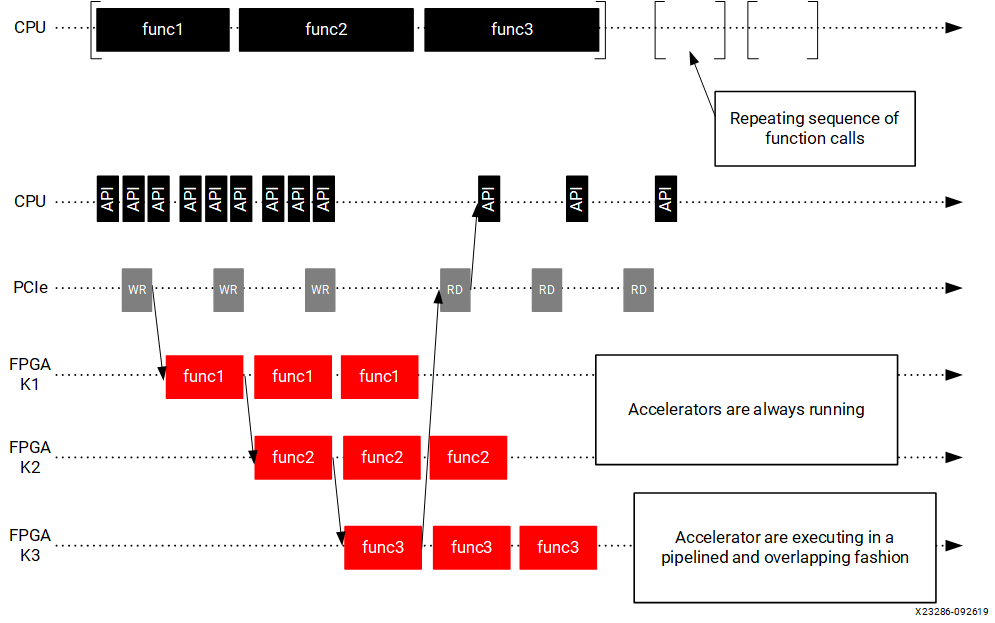 CPU
func1
func2
func3
Repeating sequence of
function calls
CPU
API
API
API
API
API
API
API
API
API
API
API
API
PCIe
WR
WR
WR
RD
RD
RD
FPGA
K1
func1
func1
func1
Accelerators are always running
FPGA
K2
func2
func2
func2
FPGA
K3
func3
func3
func3
Accelerator are executing in a
pipelined and overlapping fashion
X23286-092619